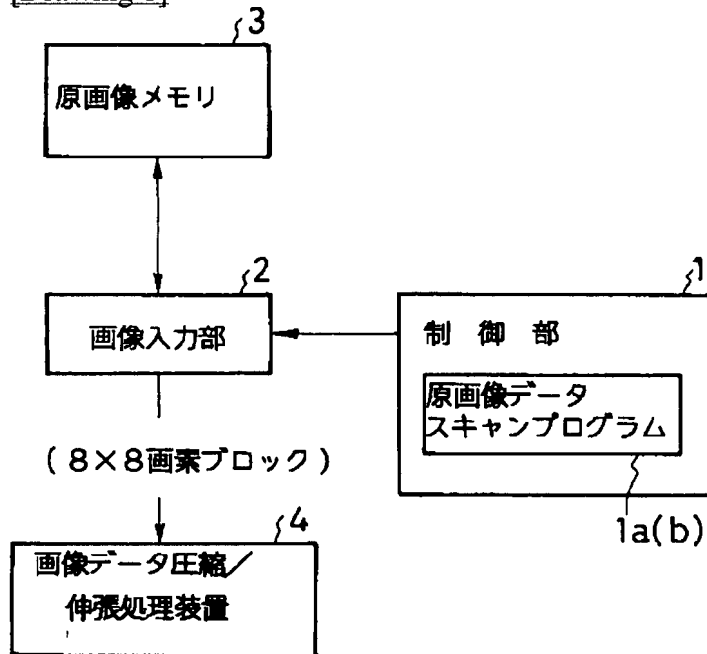 3
原画像メモリ
2
画像入力部
1
制御部
原画像データ
スキャンプログラム
1a(b)
(8×8画素ブロック)
4
画像データ圧縮/
伸張処理装置